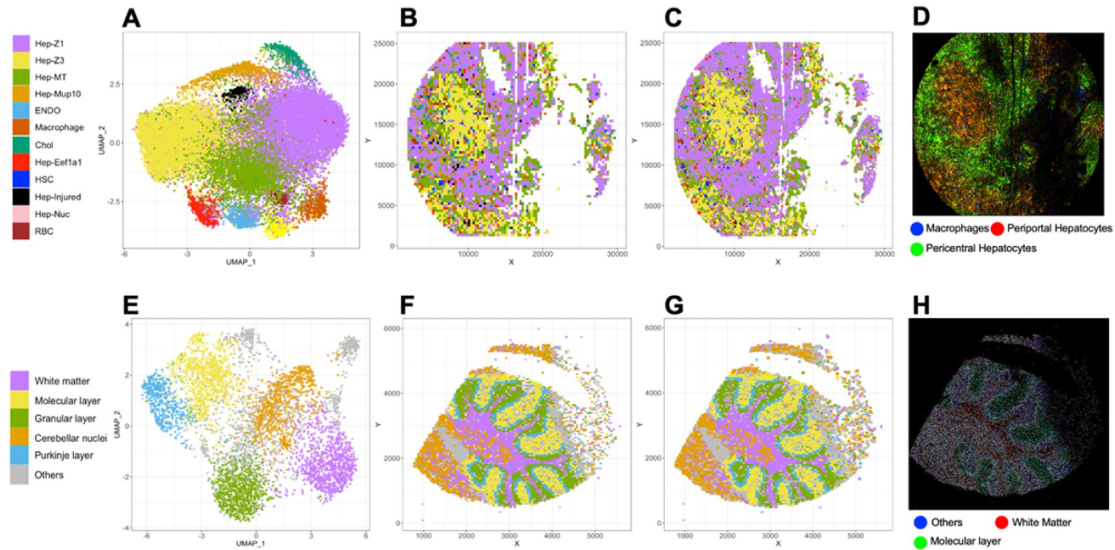 A
B
C
D
Hep-Z1
Hep-Z3
Hep-MT
Hep-Mup10
ENDO
Macrophage
Chol
Hep-Eef1a1
HSC
Hep-Injured
Hep-Nuc
RBC
UMAP_2
2.5
0.0
-2.5
-6 -3 0 3
UMAP_1
Y
25000
20000
15000
10000
5000
0
10000 20000 30000
X
Y
25000
20000
15000
10000
5000
0
10000 20000 30000
X
Macrophages Periportal Hepatocytes
Pericentral Hepatocytes
E
F
G
H
White matter
Molecular layer
Granular layer
Cerebellar nuclei
Purkinje layer
Others
UMAP_2
4
2
0
-2
-4
-6 -3 0 3 6
UMAP_1
Y
6000
4000
2000
0
1000 2000 3000 4000 5000
X
Y
6000
4000
2000
0
1000 2000 3000 4000 5000
X
Others White Matter
Molecular layer